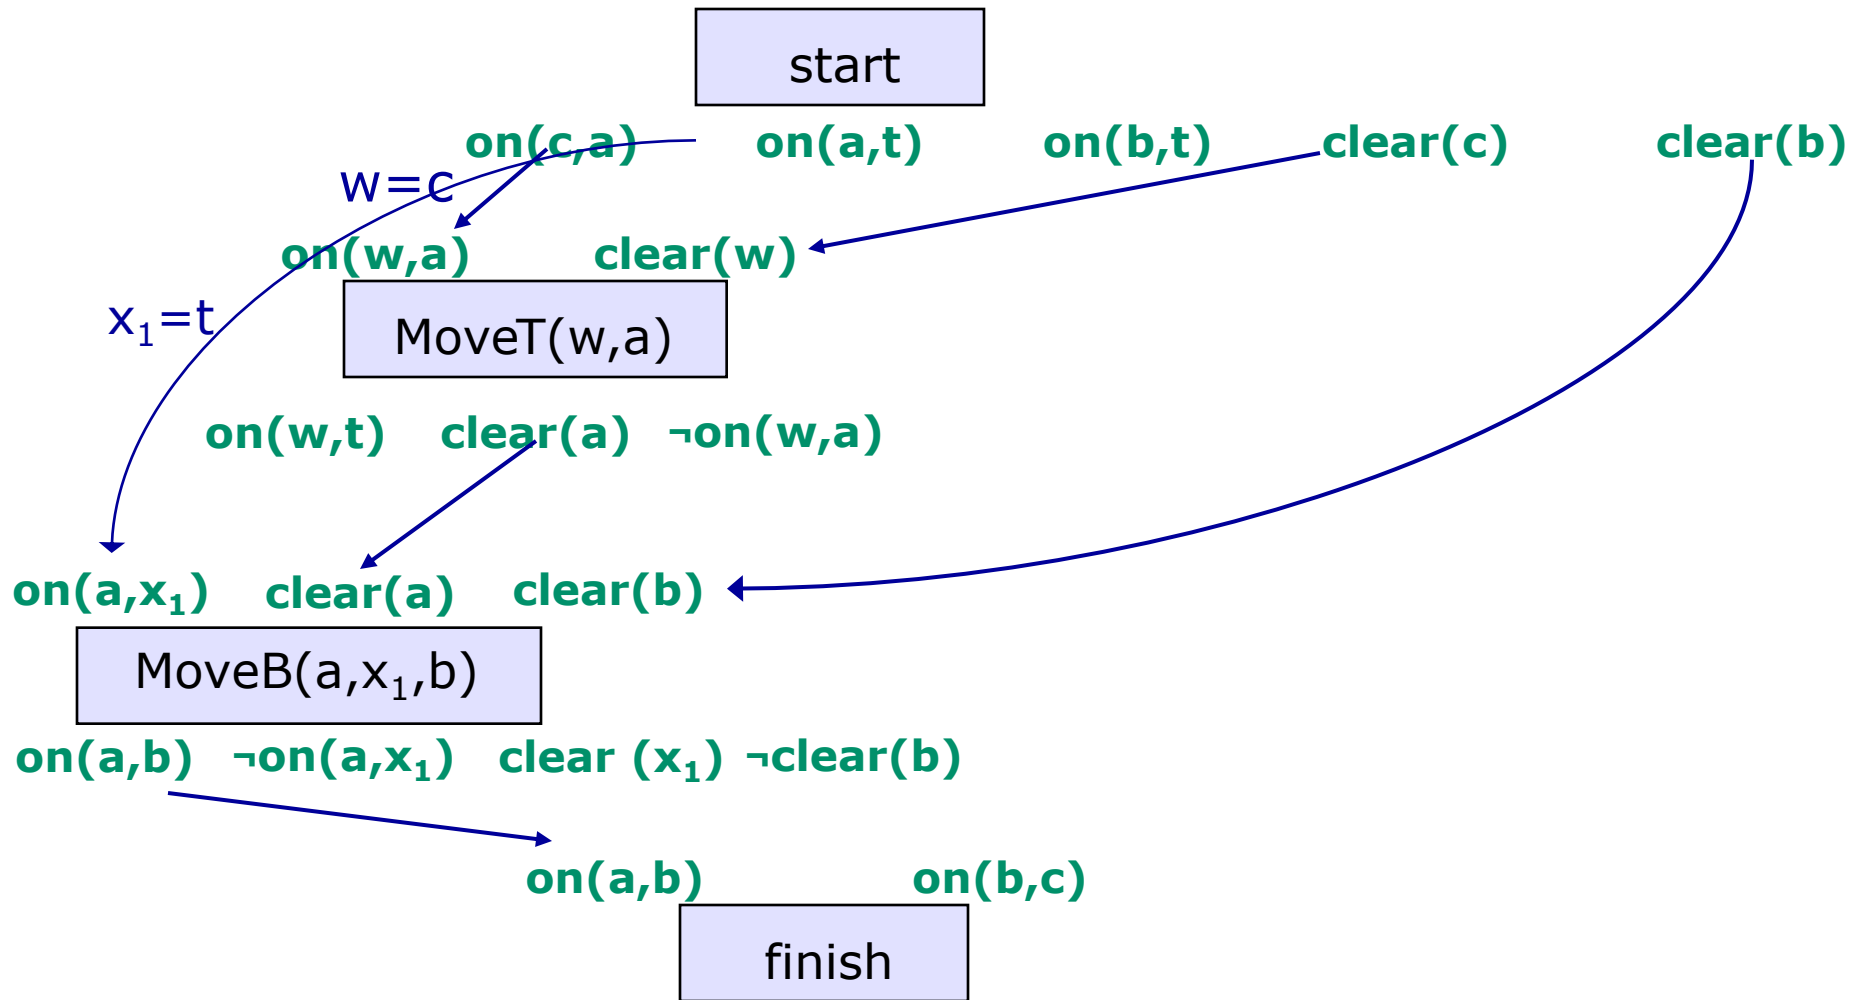 start
on(c,a) on(a,t) on(b,t) clear(c) clear(b)
w=c
on(w,a) clear(w)
x₁=t
MoveT(w,a)
on(w,t) clear(a) ¬on(w,a)
on(a,x₁) clear(a) clear(b)
MoveB(a,x₁,b)
on(a,b) ¬on(a,x₁) clear (x₁) ¬clear(b)
on(a,b) on(b,c)
finish